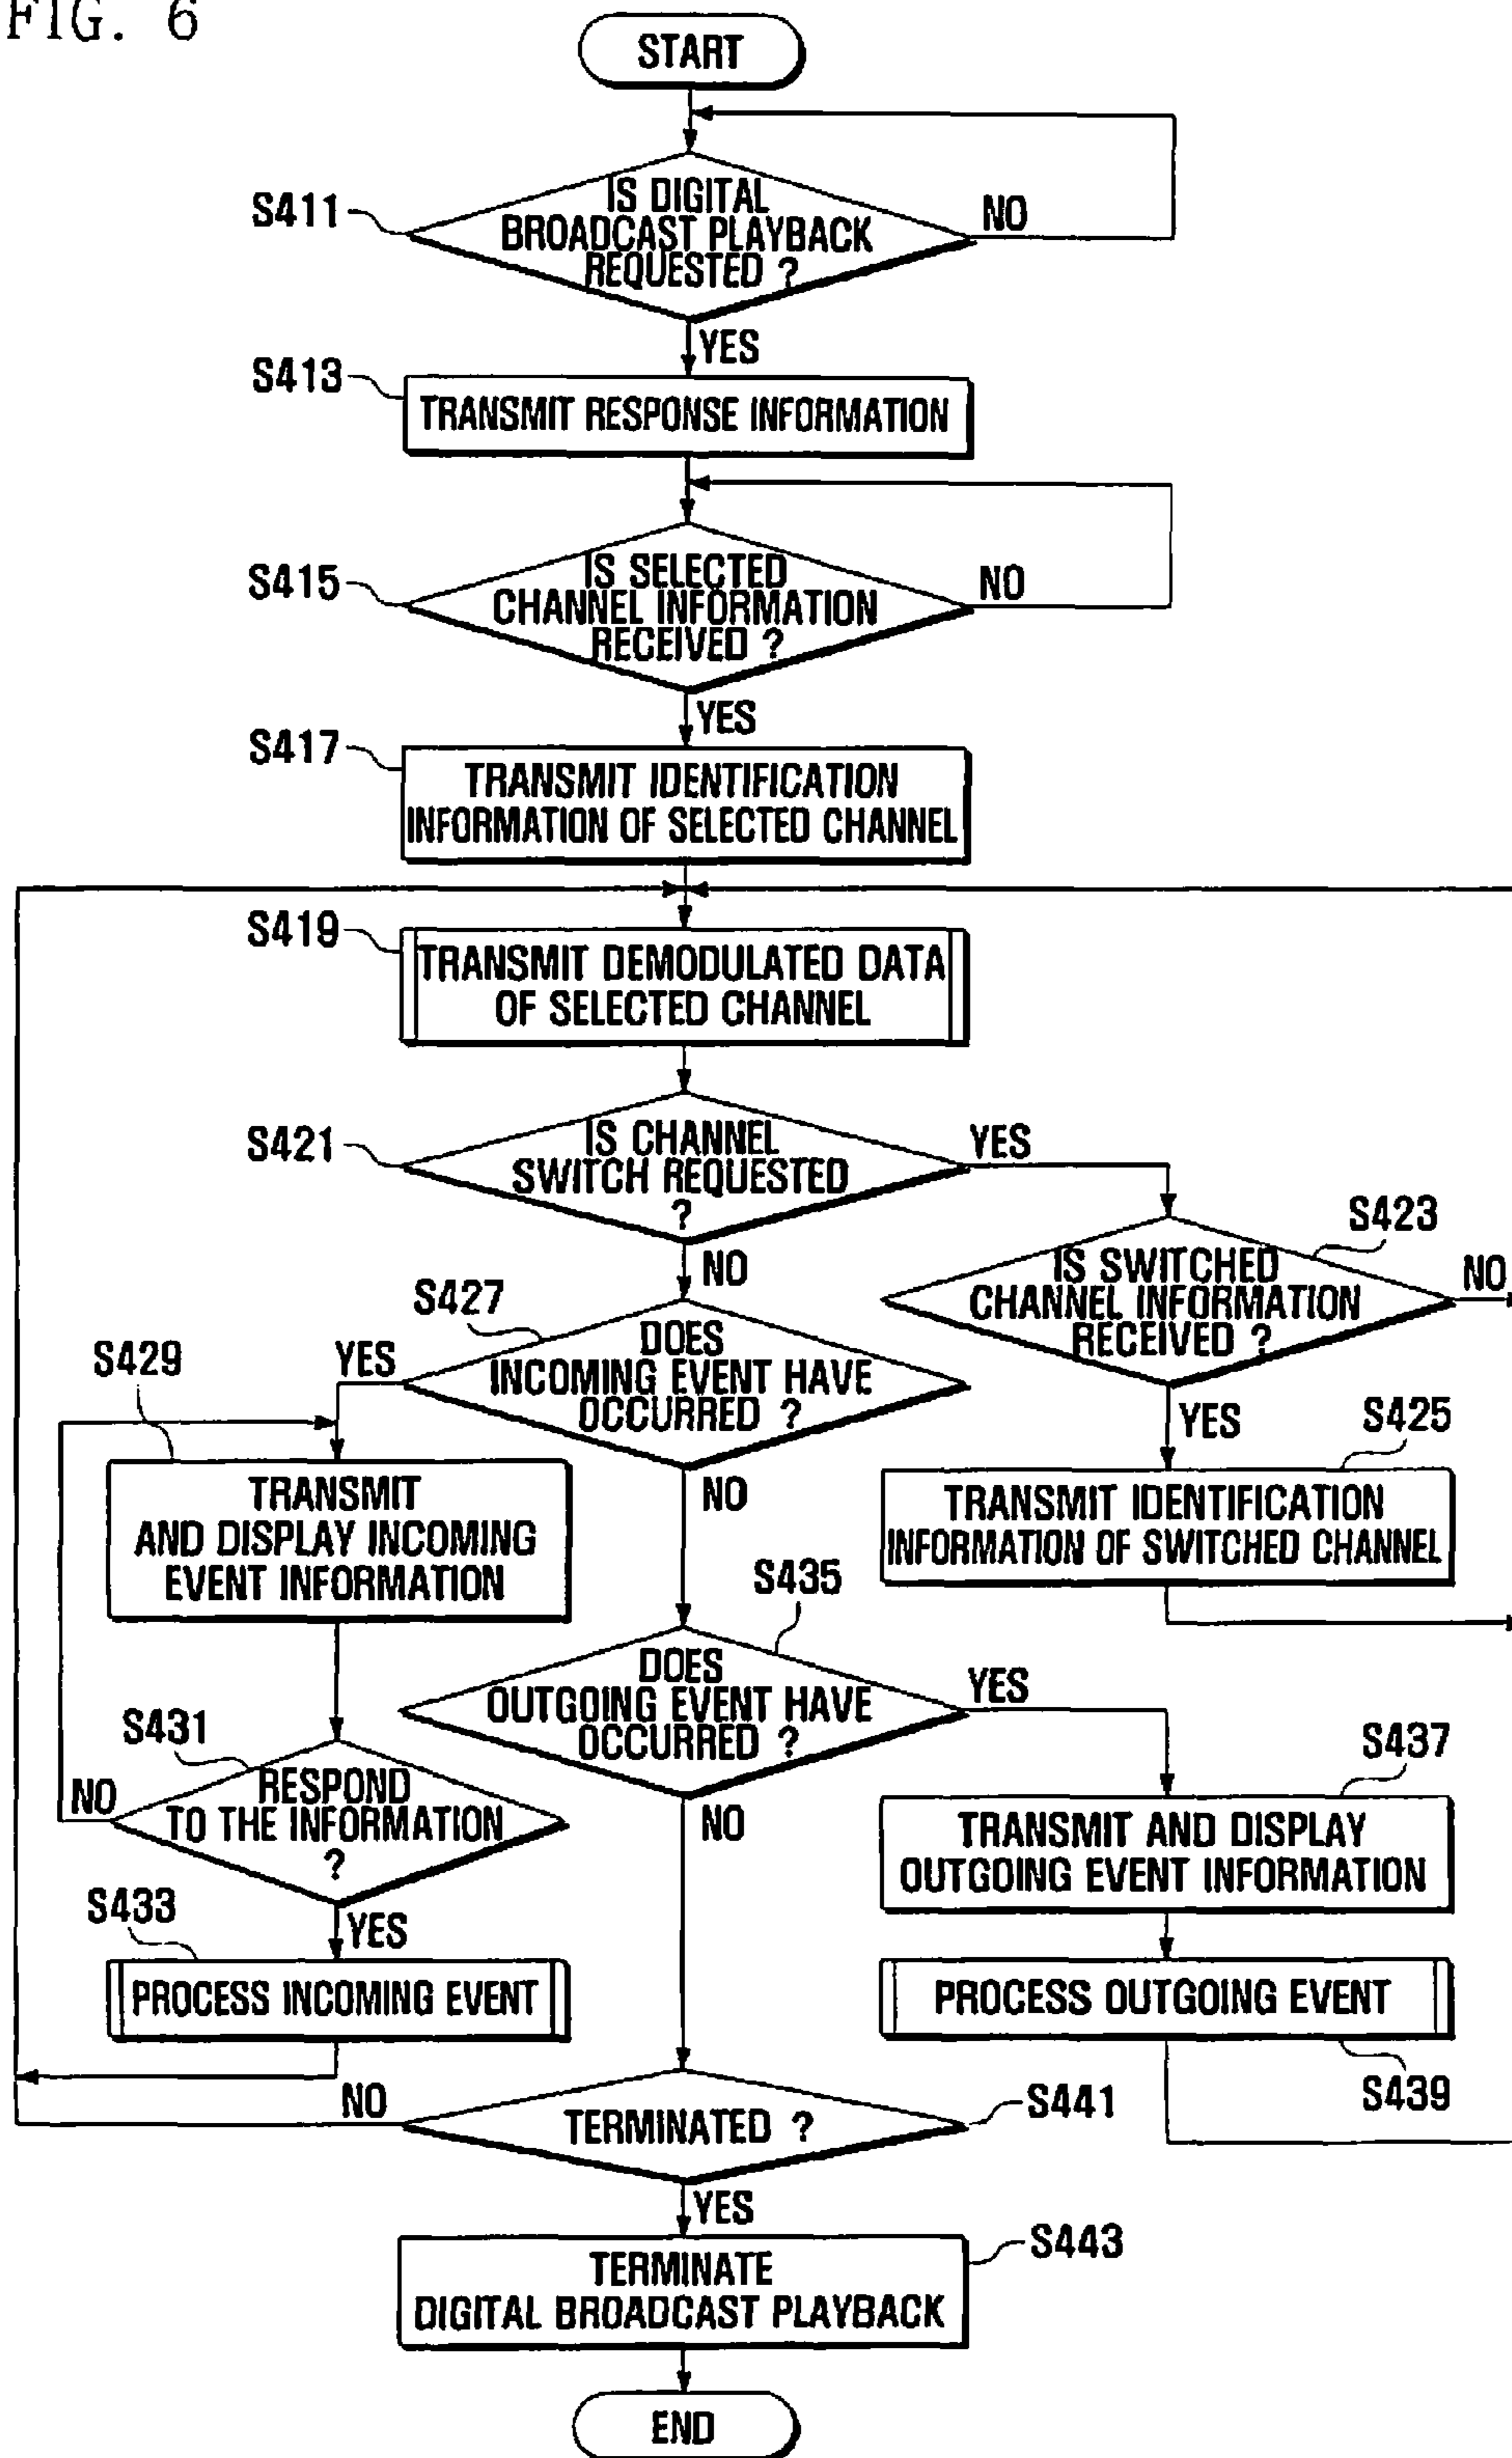 FIG. 6
START
S411
IS DIGITAL
BROADCAST PLAYBACK
REQUESTED ?
NO
YES
S413
TRANSMIT RESPONSE INFORMATION
S415
IS SELECTED
CHANNEL INFORMATION
RECEIVED ?
NO
YES
S417
TRANSMIT IDENTIFICATION
INFORMATION OF SELECTED CHANNEL
S419
TRANSMIT DEMODULATED DATA
OF SELECTED CHANNEL
S421
IS CHANNEL
SWITCH REQUESTED
?
YES
NO
S423
IS SWITCHED
CHANNEL INFORMATION
RECEIVED ?
NO
YES
S425
TRANSMIT IDENTIFICATION
INFORMATION OF SWITCHED CHANNEL
S427
DOES
INCOMING EVENT HAVE
OCCURRED ?
YES
NO
S429
TRANSMIT
AND DISPLAY INCOMING
EVENT INFORMATION
S431
RESPOND
TO THE INFORMATION
?
NO
YES
S433
PROCESS INCOMING EVENT
S435
DOES
OUTGOING EVENT HAVE
OCCURRED ?
YES
NO
S437
TRANSMIT AND DISPLAY
OUTGOING EVENT INFORMATION
PROCESS OUTGOING EVENT
S439
S441
TERMINATED ?
NO
YES
S443
TERMINATE
DIGITAL BROADCAST PLAYBACK
END